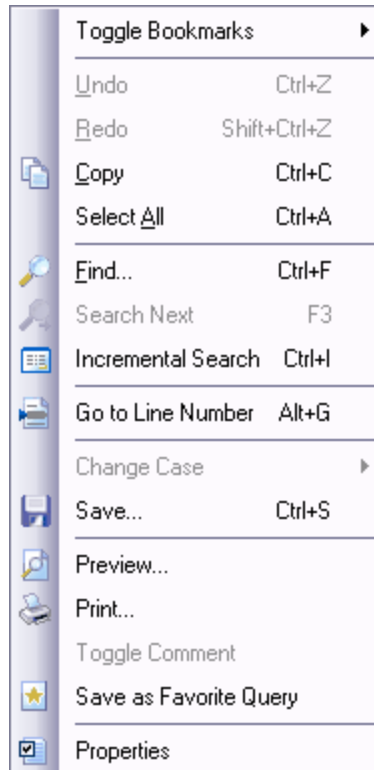 Toggle Bookmarks
Undo Ctrl+Z
Redo Shift+Ctrl+Z
Copy Ctrl+C
Select All Ctrl+A
Find... Ctrl+F
Search Next F3
Incremental Search Ctrl+I
Go to Line Number Alt+G
Change Case
Save... Ctrl+S
Preview...
Print...
Toggle Comment
Save as Favorite Query
Properties